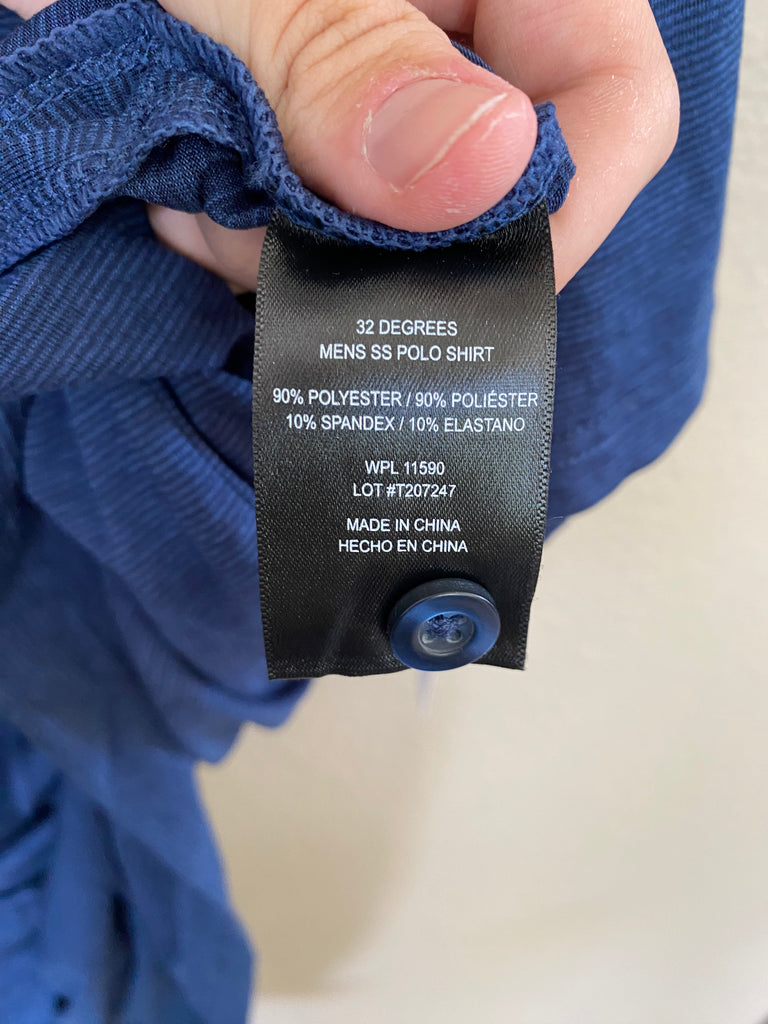 32 DEGREES
MENS SS POLO SHIRT
90% POLYESTER / 90% POLIÉSTER
10% SPANDEX / 10% ELASTANO
WPL 11590
LOT #T207247
MADE IN CHINA
HECHO EN CHINA